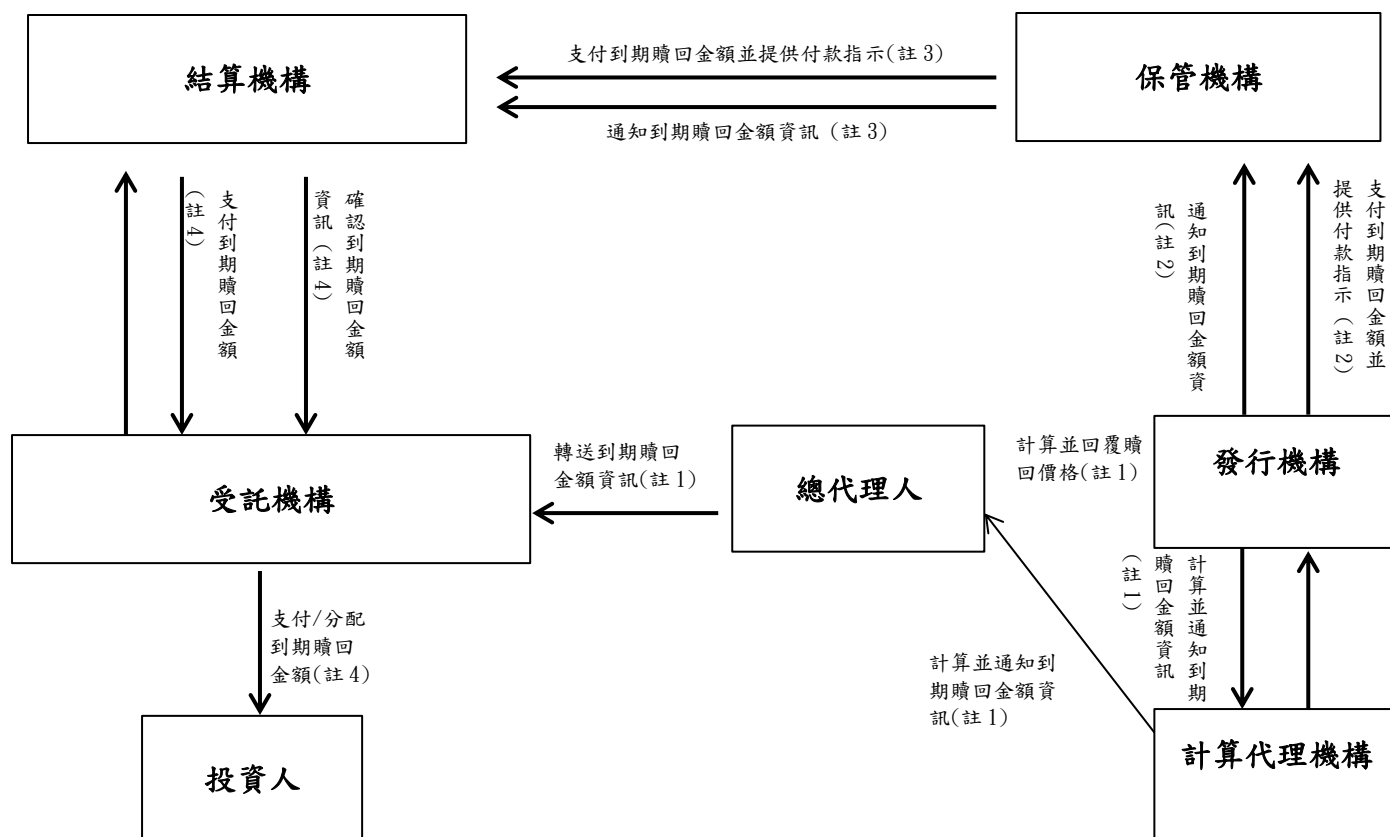 結算機構
支付到期贖回金額並提供付款指示(註 3)
保管機構
通知到期贖回金額資訊 (註 3)
支付到期贖回金額
(註 4)
確認到期贖回金額
資訊 (註 4)
通知到期贖回金額資
訊(註 2)
支付到期贖回金額並
提供付款指示 (註 2)
受託機構
轉送到期贖回
金額資訊(註 1)
總代理人
計算並回覆贖
回價格(註 1)
發行機構
計算並通知到期
贖回金額資訊
(註 1)
支付/分配
到期贖回
金額(註 4)
計算並通知到
期贖回金額資
訊(註 1)
投資人
計算代理機構